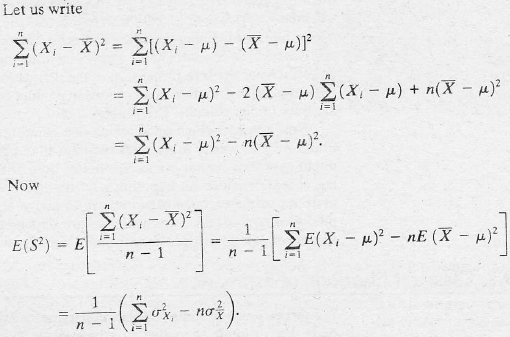 Let us write
\sum_{i=1}^{n}(X_i - \overline{X})^2 = \sum_{i=1}^{n}[(X_i - \mu) - (\overline{X} - \mu)]^2
= \sum_{i=1}^{n}(X_i - \mu)^2 - 2(\overline{X} - \mu)\sum_{i=1}^{n}(X_i - \mu) + n(\overline{X} - \mu)^2
= \sum_{i=1}^{n}(X_i - \mu)^2 - n(\overline{X} - \mu)^2.
Now
E(S^2) = E\left[\frac{\sum_{i=1}^{n}(X_i - \overline{X})^2}{n - 1}\right] = \frac{1}{n - 1}\left[\sum_{i=1}^{n} E(X_i - \mu)^2 - nE(\overline{X} - \mu)^2\right]
= \frac{1}{n - 1}\left(\sum_{i=1}^{n}\sigma_{X_i}^2 - n\sigma_{\overline{X}}^2\right).